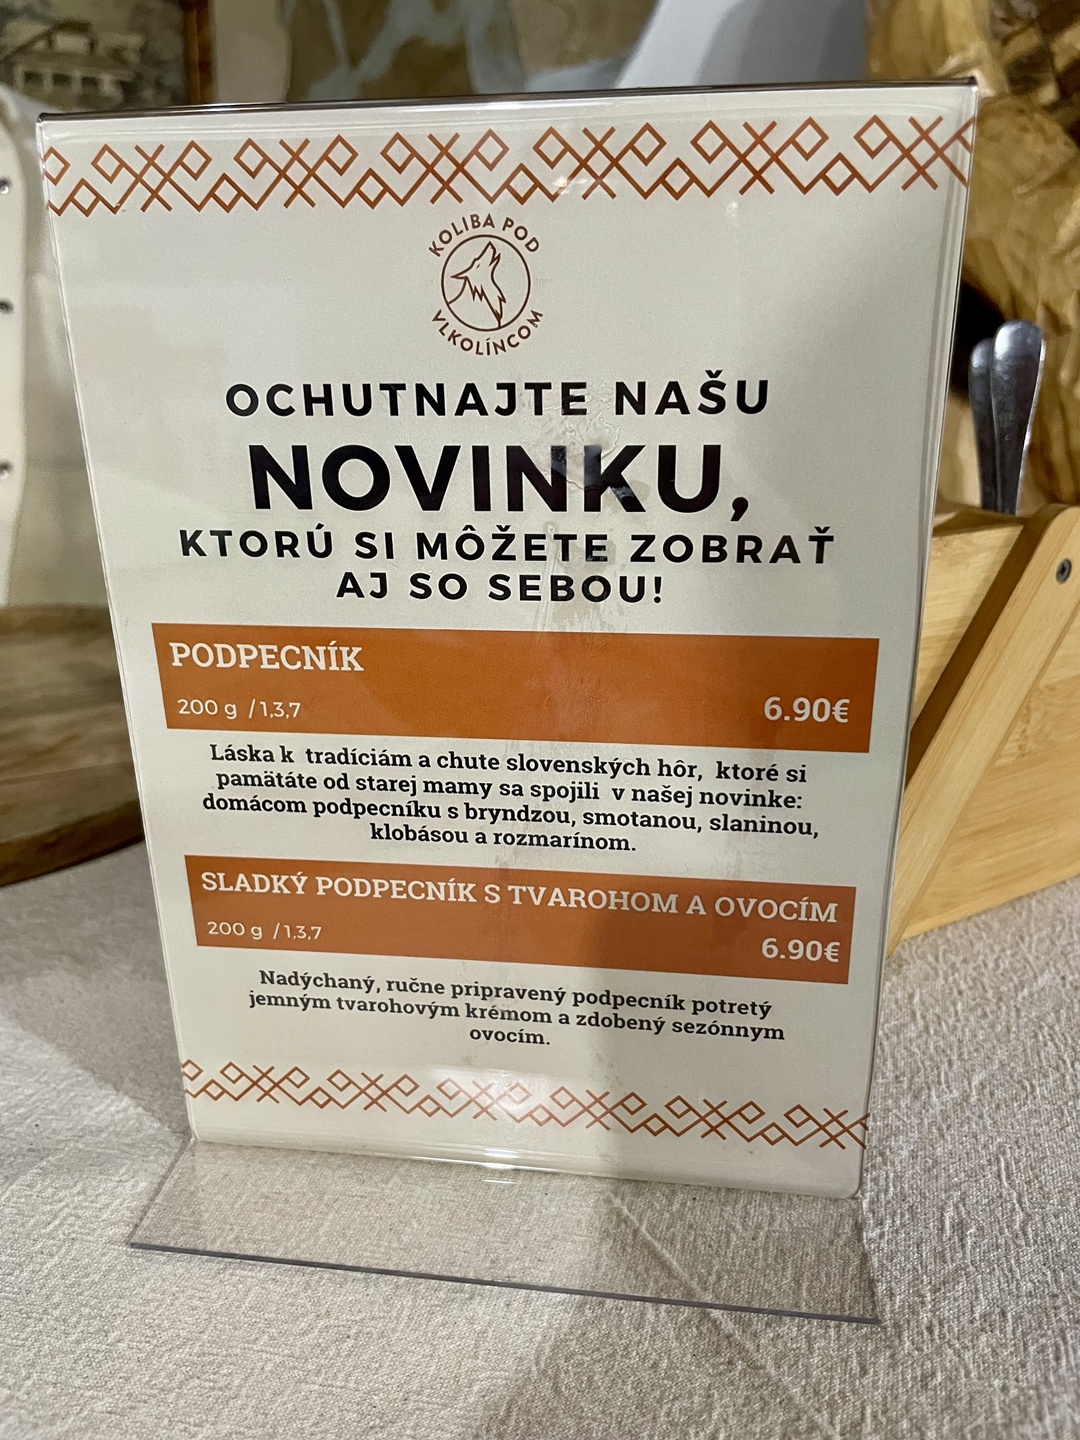 KOLIBA POD
VLKOLÍNCOM
OCHUTNAJTE NAŠU
NOVINKU,
KTORÚ SI MÔŽETE ZOBRAŤ
AJ SO SEBOU!
PODPECNÍK
200 g /1,3,7 6.90€
Láska k tradíciám a chute slovenských hôr, ktoré si
pamätáte od starej mamy sa spojili v našej novinke:
domácom podpecníku s bryndzou, smotanou, slaninou,
klobásou a rozmarínom.
SLADKÝ PODPECNÍK S TVAROHOM A OVOCÍM
200 g /1,3,7 6.90€
Nadýchaný, ručne pripravený podpecník potretý
jemným tvarohovým krémom a zdobený sezónnym
ovocím.